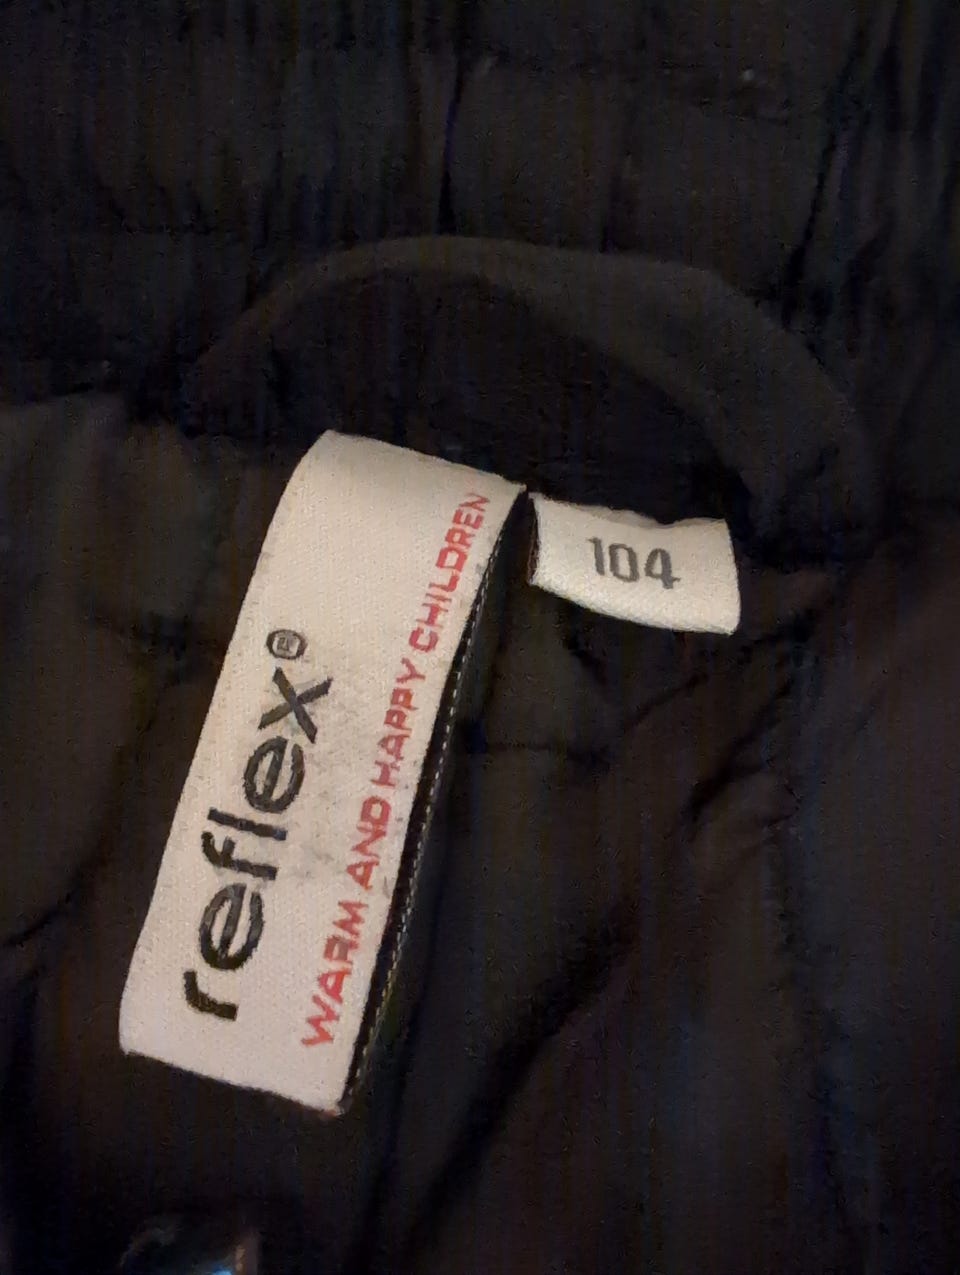 reflex®
WARM AND HAPPY CHILDREN
104